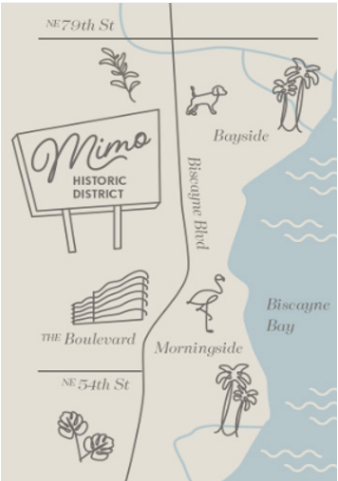 NE 79th St
Bayside
Mimo
HISTORIC
DISTRICT
Biscayne Blvd
Biscayne
Bay
THE Boulevard
Morningside
NE 54th St